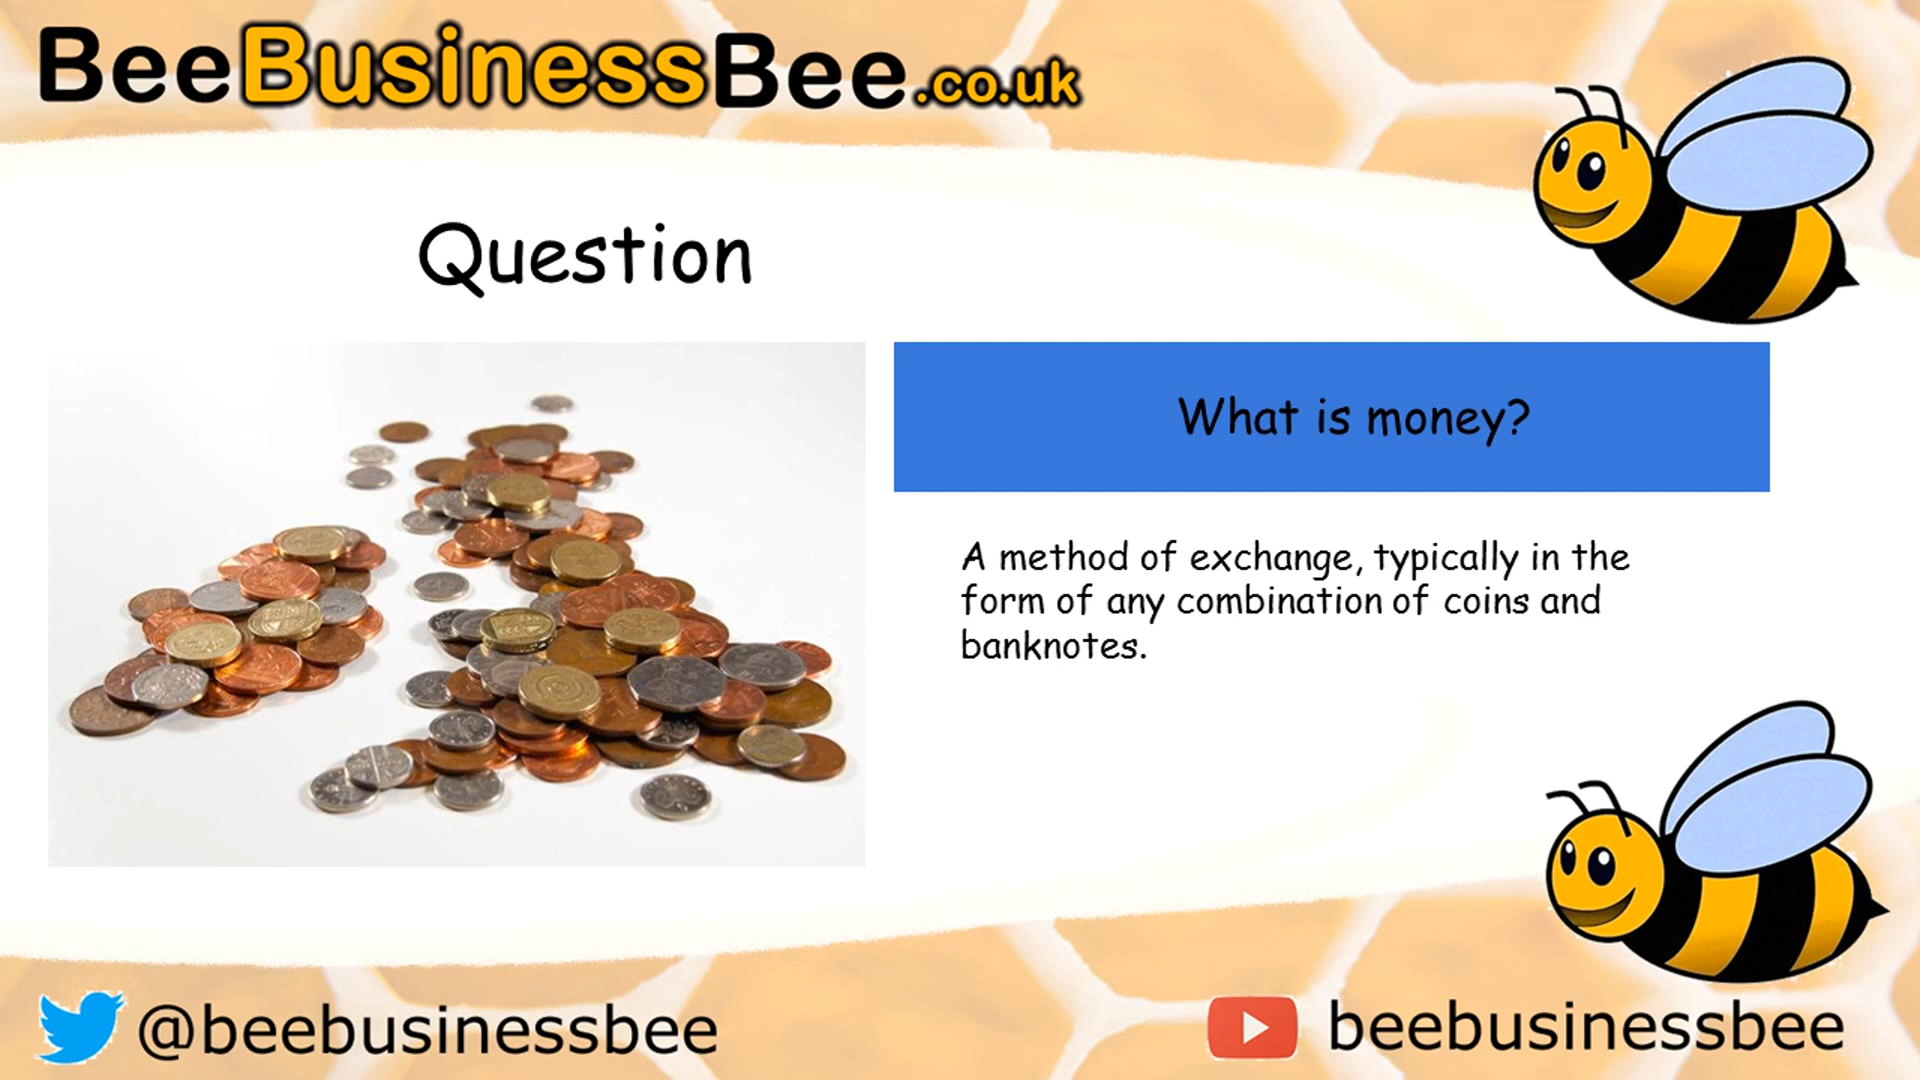 BeeBusinessBee.co.uk
Question
What is money?
A method of exchange, typically in the
form of any combination of coins and
banknotes.
@beebusinessbee
beebusinessbee